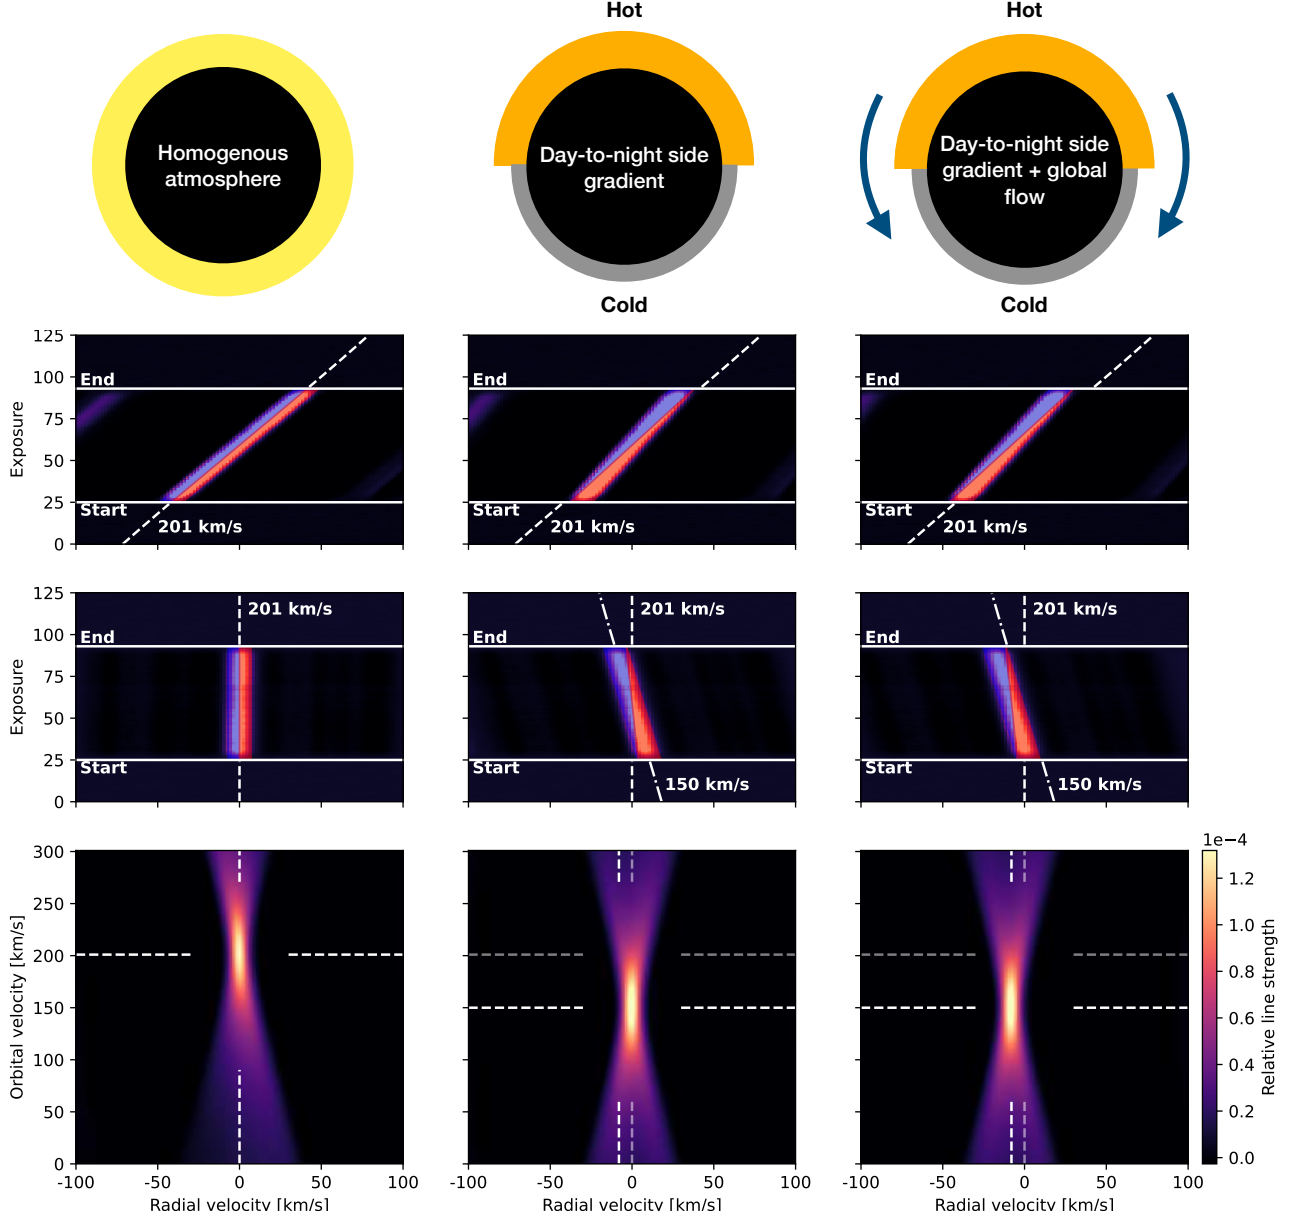 Hot
Hot
Homogenous
atmosphere
Day-to-night side
gradient
Day-to-night side
gradient + global
flow
Cold
Cold
125
100
75
50
25
0
Exposure
End
Start
201 km/s
End
Start
201 km/s
End
Start
201 km/s
125
100
75
50
25
0
Exposure
201 km/s
End
Start
201 km/s
End
Start
150 km/s
201 km/s
End
Start
150 km/s
300
250
200
150
100
50
0
Orbital velocity [km/s]
-100 -50 0 50 100
Radial velocity [km/s]
-100 -50 0 50 100
Radial velocity [km/s]
-100 -50 0 50 100
Radial velocity [km/s]
1e−4
1.2
1.0
0.8
0.6
0.4
0.2
0.0
Relative line strength